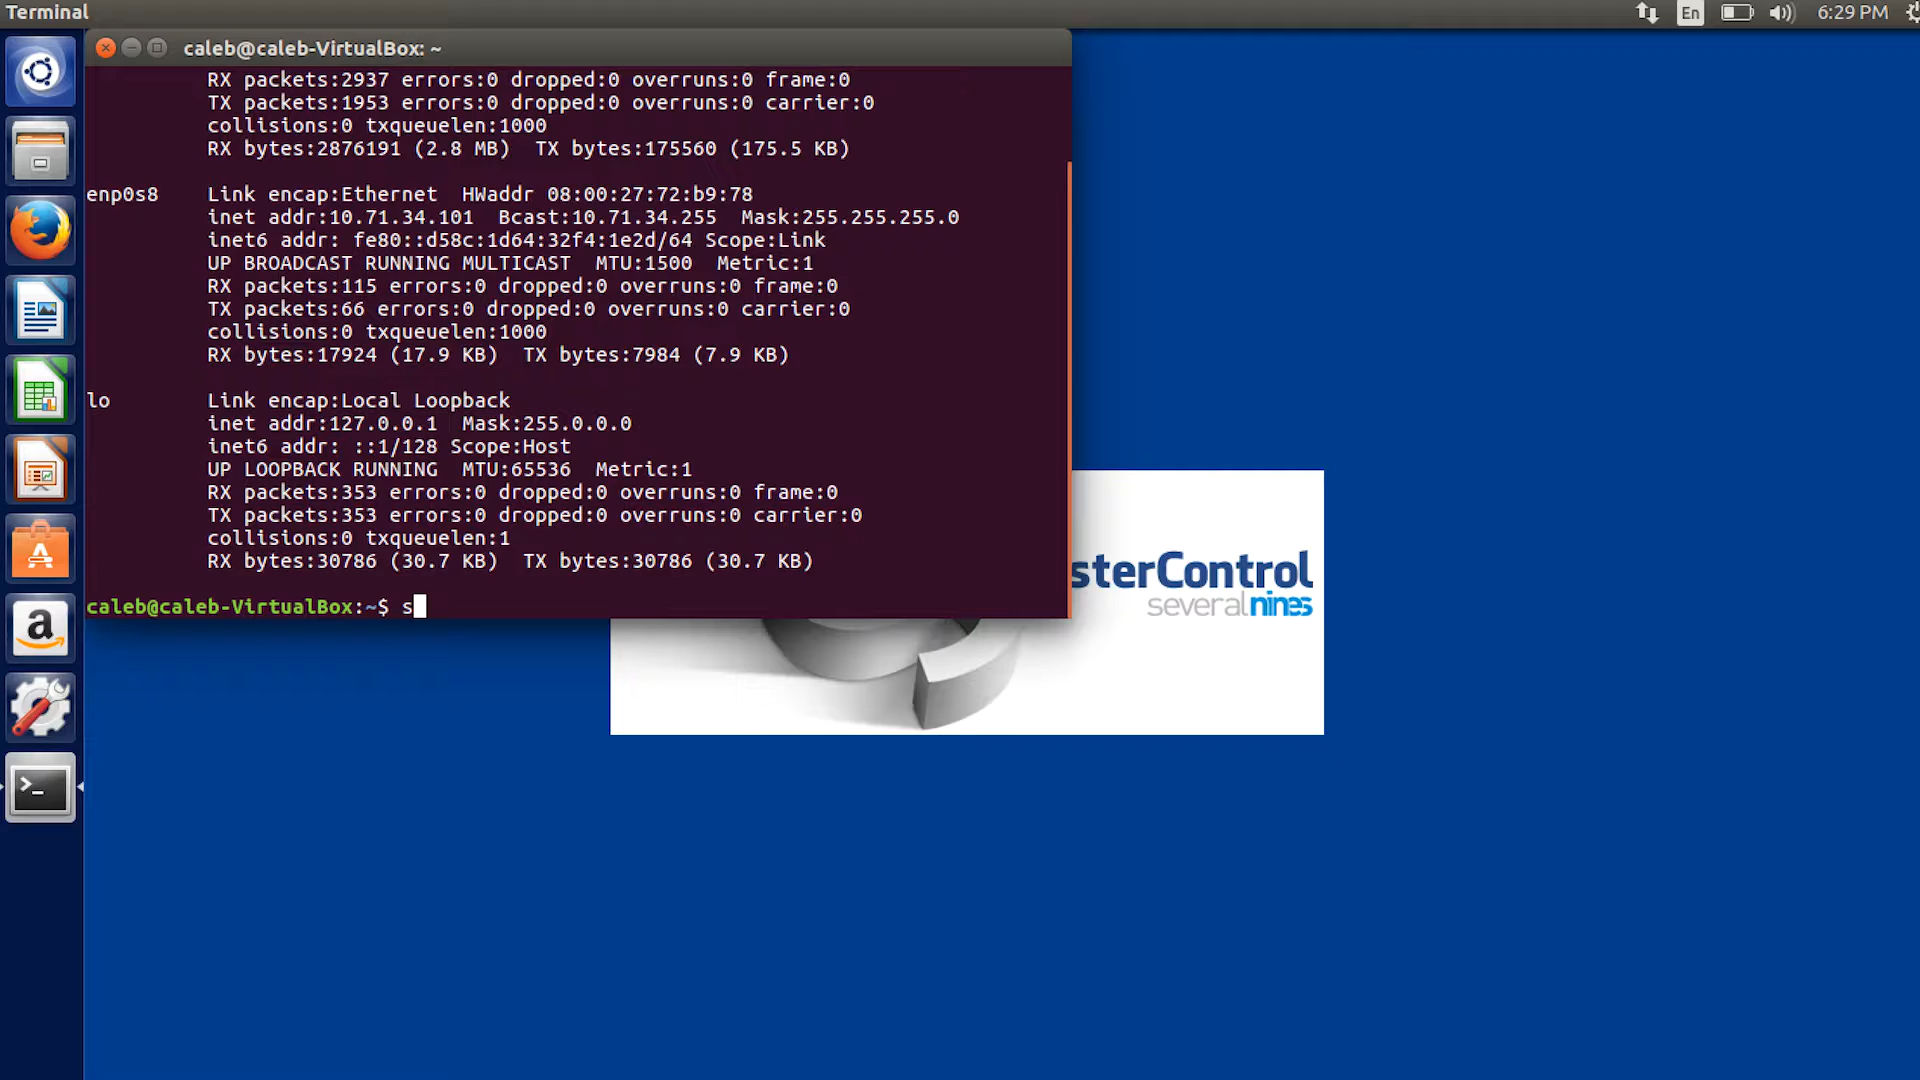 Terminal
En
6:29 PM
caleb@caleb-VirtualBox: ~
RX packets:2937 errors:0 dropped:0 overruns:0 frame:0
TX packets:1953 errors:0 dropped:0 overruns:0 carrier:0
collisions:0 txqueuelen:1000
RX bytes:2876191 (2.8 MB)  TX bytes:175560 (175.5 KB)
enp0s8    Link encap:Ethernet  HWaddr 08:00:27:72:b9:78
inet addr:10.71.34.101  Bcast:10.71.34.255  Mask:255.255.255.0
inet6 addr: fe80::d58c:1d64:32f4:1e2d/64 Scope:Link
UP BROADCAST RUNNING MULTICAST  MTU:1500  Metric:1
RX packets:115 errors:0 dropped:0 overruns:0 frame:0
TX packets:66 errors:0 dropped:0 overruns:0 carrier:0
collisions:0 txqueuelen:1000
RX bytes:17924 (17.9 KB)  TX bytes:7984 (7.9 KB)
lo        Link encap:Local Loopback
inet addr:127.0.0.1  Mask:255.0.0.0
inet6 addr: ::1/128 Scope:Host
UP LOOPBACK RUNNING  MTU:65536  Metric:1
RX packets:353 errors:0 dropped:0 overruns:0 frame:0
TX packets:353 errors:0 dropped:0 overruns:0 carrier:0
collisions:0 txqueuelen:1
RX bytes:30786 (30.7 KB)  TX bytes:30786 (30.7 KB)
caleb@caleb-VirtualBox:~$ s
sterControl
severalnines